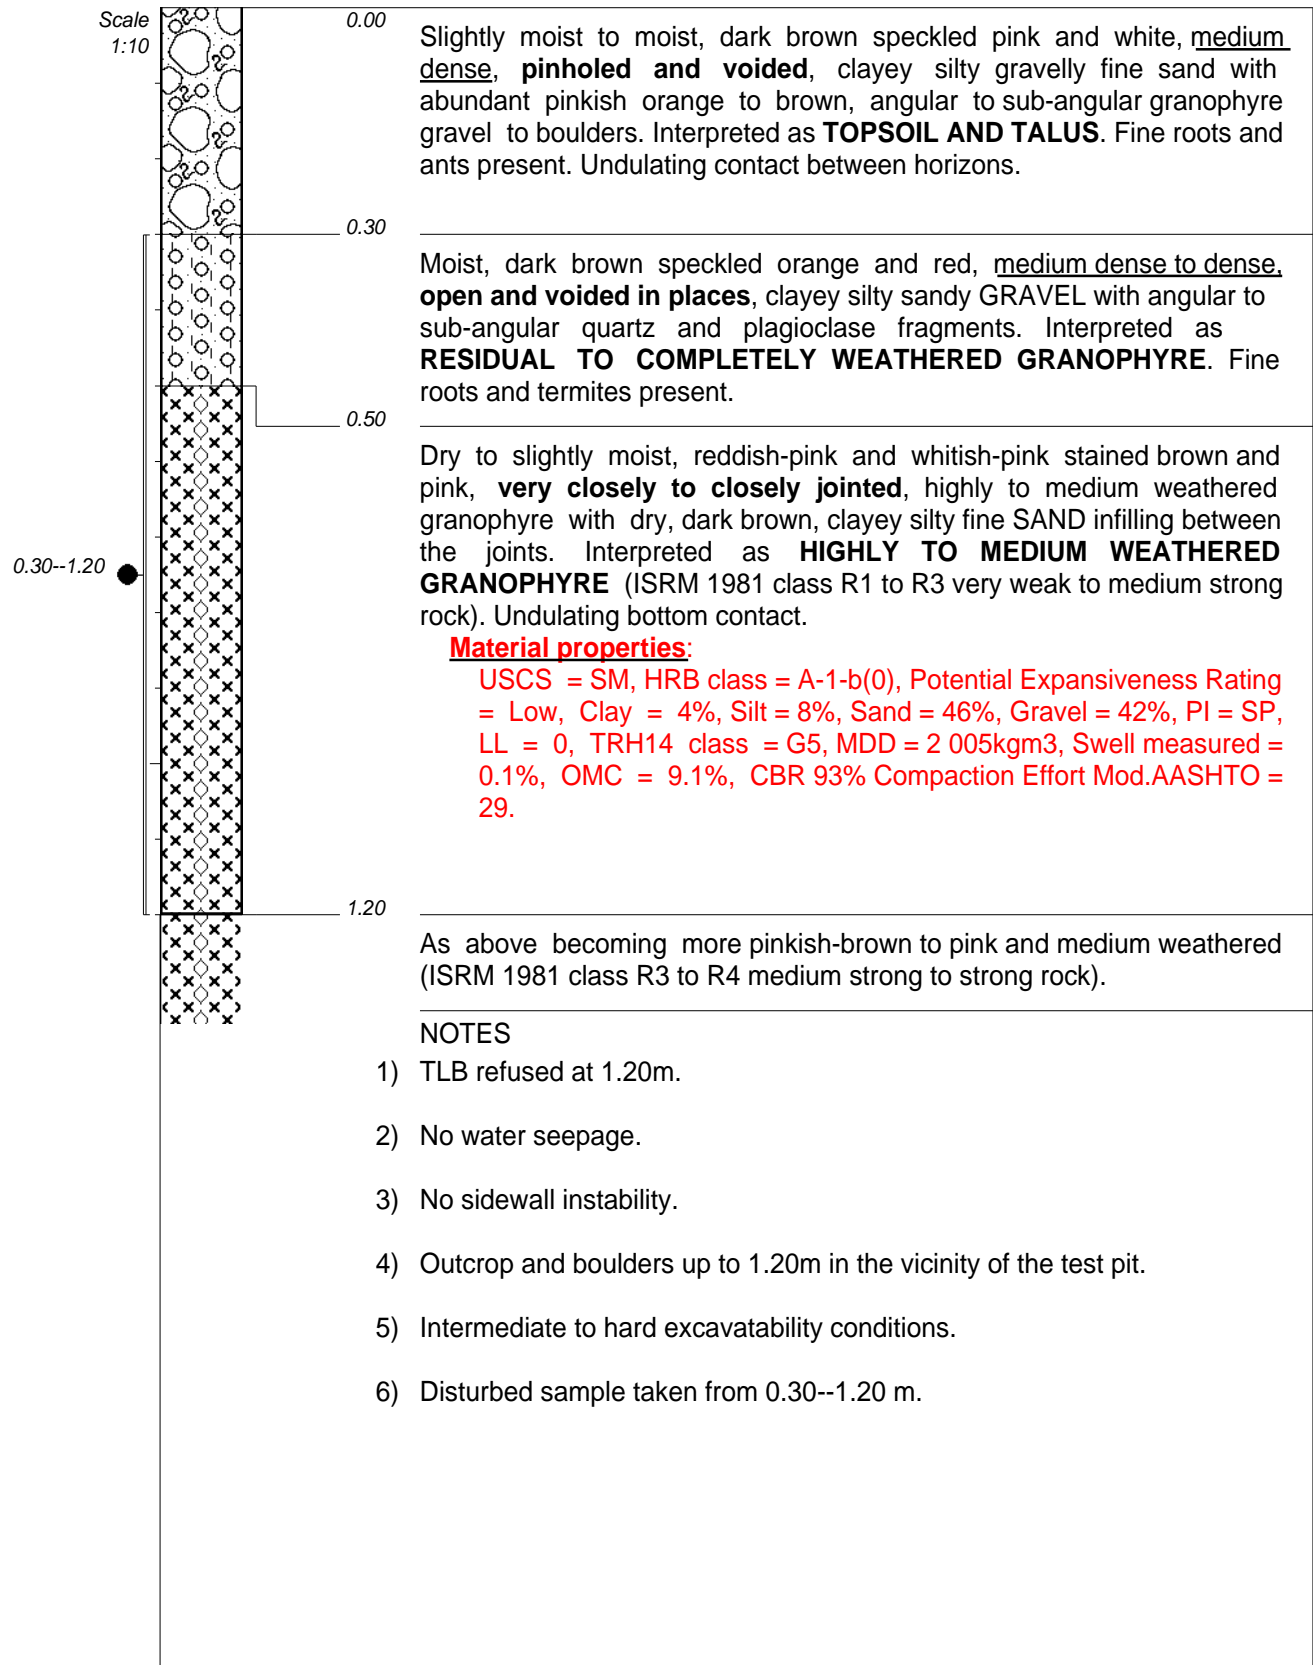 Scale
1:10
0.00
Slightly moist to moist, dark brown speckled pink and white, medium
dense, pinholed and voided, clayey silty gravelly fine sand with
abundant pinkish orange to brown, angular to sub-angular granophyre
gravel to boulders. Interpreted as TOPSOIL AND TALUS. Fine roots and
ants present. Undulating contact between horizons.
0.30
Moist, dark brown speckled orange and red, medium dense to dense,
open and voided in places, clayey silty sandy GRAVEL with angular to
sub-angular quartz and plagioclase fragments. Interpreted as
RESIDUAL TO COMPLETELY WEATHERED GRANOPHYRE. Fine
roots and termites present.
0.50
Dry to slightly moist, reddish-pink and whitish-pink stained brown and
pink, very closely to closely jointed, highly to medium weathered
granophyre with dry, dark brown, clayey silty fine SAND infilling between
the joints. Interpreted as HIGHLY TO MEDIUM WEATHERED
GRANOPHYRE (ISRM 1981 class R1 to R3 very weak to medium strong
rock). Undulating bottom contact.
0.30--1.20
Material properties:
USCS = SM, HRB class = A-1-b(0), Potential Expansiveness Rating
= Low, Clay = 4%, Silt = 8%, Sand = 46%, Gravel = 42%, PI = SP,
LL = 0, TRH14 class = G5, MDD = 2 005kgm3, Swell measured =
0.1%, OMC = 9.1%, CBR 93% Compaction Effort Mod.AASHTO =
29.
1.20
As above becoming more pinkish-brown to pink and medium weathered
(ISRM 1981 class R3 to R4 medium strong to strong rock).
NOTES
1) TLB refused at 1.20m.
2) No water seepage.
3) No sidewall instability.
4) Outcrop and boulders up to 1.20m in the vicinity of the test pit.
5) Intermediate to hard excavatability conditions.
6) Disturbed sample taken from 0.30--1.20 m.